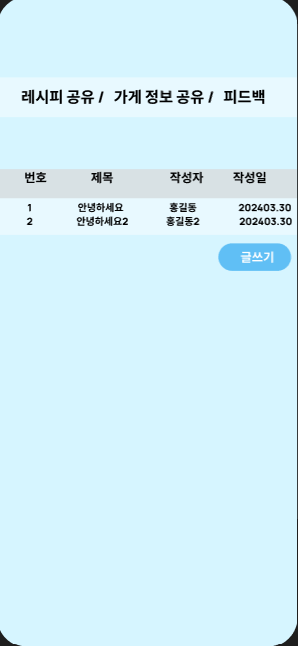 레시피 공유 / 가게 정보 공유 / 피드백
번호 제목 작성자 작성일
1 안녕하세요 홍길동 202403.30
2 안녕하세요2 홍길동2 202403.30
글쓰기